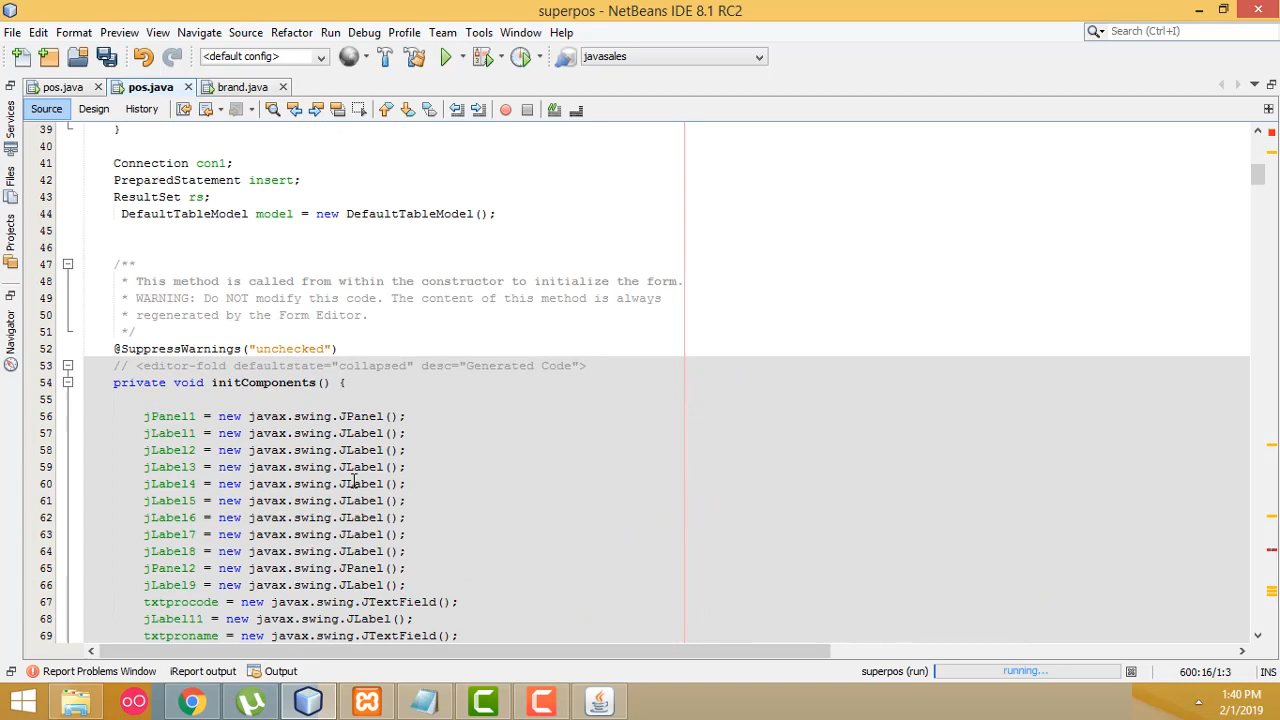 superpos - NetBeans IDE 8.1 RC2
File Edit Format Preview View Navigate Source Refactor Run Debug Profile Team Tools Window Help
Search (Ctrl+I)
<default config>
javasales
pos.java
pos.java
brand.java
Source Design History
Services
Files
Projects
Navigator
39 }
40
41 Connection con1;
42 PreparedStatement insert;
43 ResultSet rs;
44 DefaultTableModel model = new DefaultTableModel();
45
46
47 /**
48 * This method is called from within the constructor to initialize the form.
49 * WARNING: Do NOT modify this code. The content of this method is always
50 * regenerated by the Form Editor.
51 */
52 @SuppressWarnings("unchecked")
53 // <editor-fold defaultstate="collapsed" desc="Generated Code">
54 private void initComponents() {
55
56 jPanel1 = new javax.swing.JPanel();
57 jLabel1 = new javax.swing.JLabel();
58 jLabel2 = new javax.swing.JLabel();
59 jLabel3 = new javax.swing.JLabel();
60 jLabel4 = new javax.swing.JLabel();
61 jLabel5 = new javax.swing.JLabel();
62 jLabel6 = new javax.swing.JLabel();
63 jLabel7 = new javax.swing.JLabel();
64 jLabel8 = new javax.swing.JLabel();
65 jPanel2 = new javax.swing.JPanel();
66 jLabel9 = new javax.swing.JLabel();
67 txtprocode = new javax.swing.JTextField();
68 jLabel11 = new javax.swing.JLabel();
69 txtproname = new javax.swing.JTextField();
Report Problems Window iReport output Output superpos (run) running... 600:16/1:3 INS
1:40 PM
2/1/2019